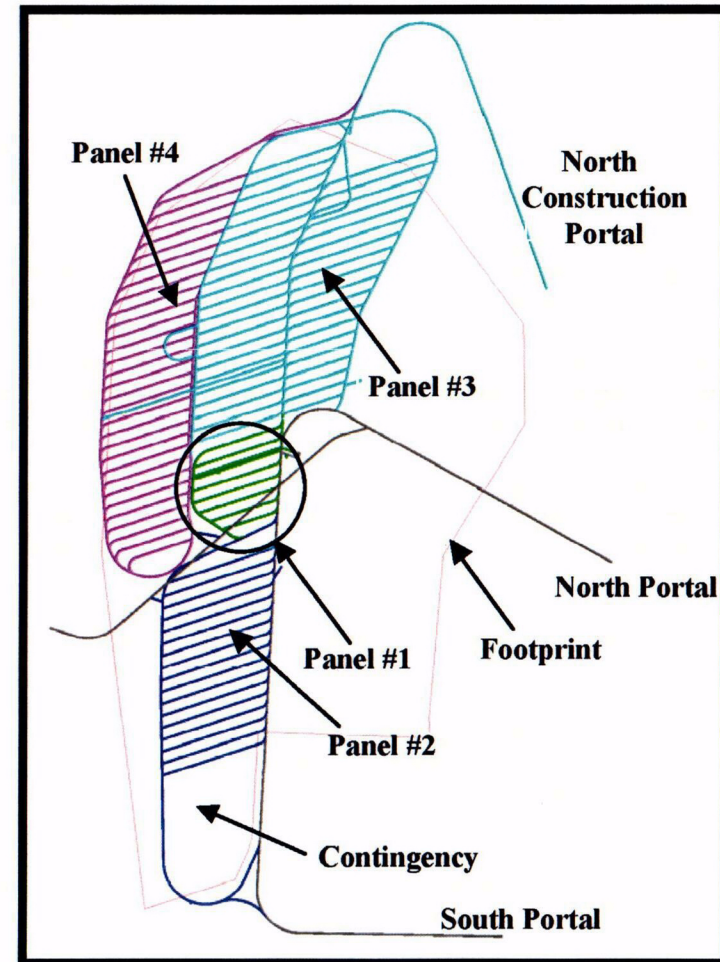 Panel #4
North
Construction
Portal
Panel #3
North Portal
Footprint
Panel #1
Panel #2
Contingency
South Portal